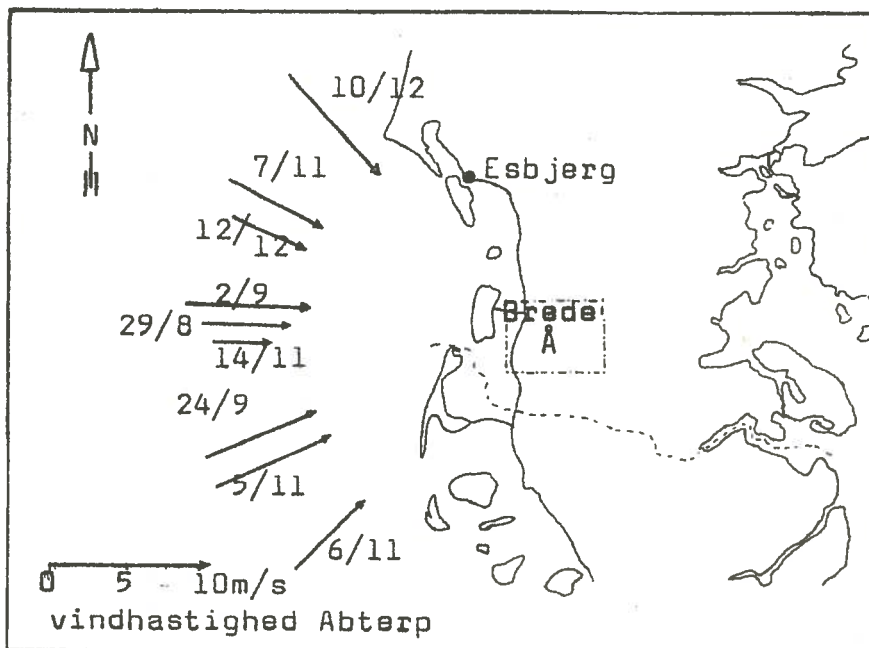 10/12
N
7/11
Esbjerg
12/12
2/9
Brede
29/8
Å
14/11
24/9
5/11
6/11
0 5 10m/s
vindhastighed Abterp